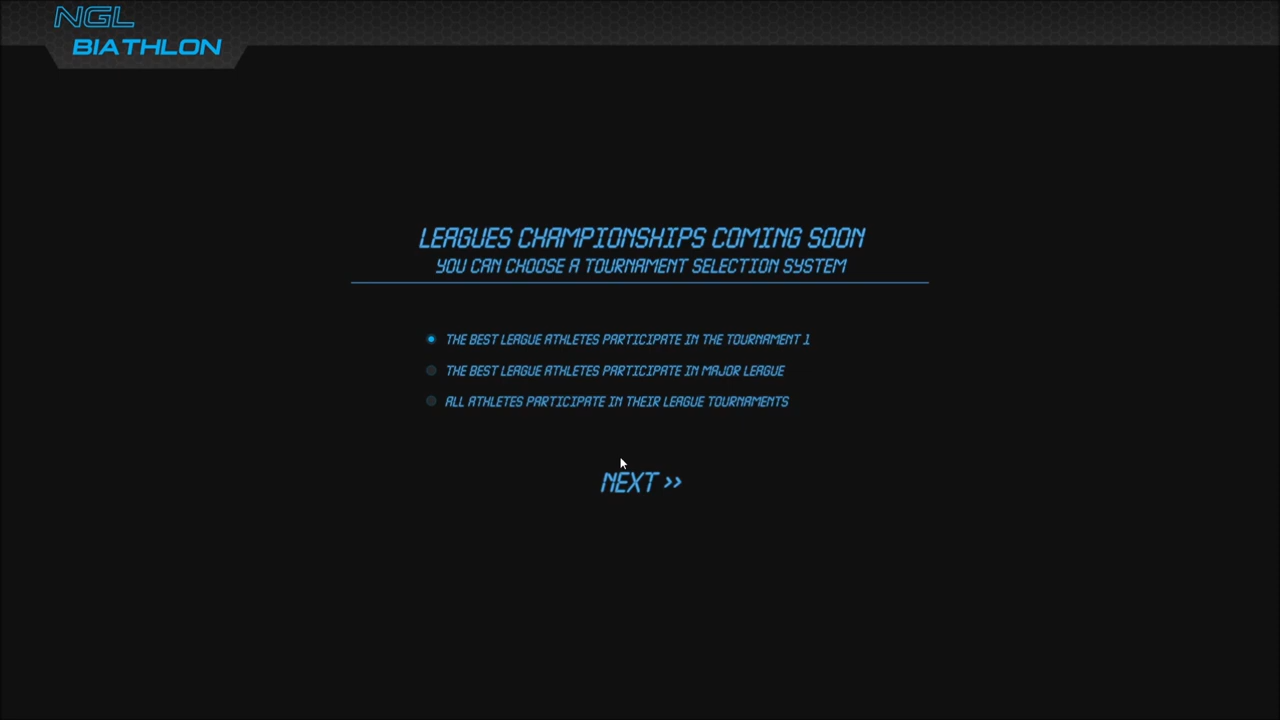 NGL
BIATHLON
LEAGUES CHAMPIONSHIPS COMING SOON
YOU CAN CHOOSE A TOURNAMENT SELECTION SYSTEM
THE BEST LEAGUE ATHLETES PARTICIPATE IN THE TOURNAMENT 1
THE BEST LEAGUE ATHLETES PARTICIPATE IN MAJOR LEAGUE
ALL ATHLETES PARTICIPATE IN THEIR LEAGUE TOURNAMENTS
NEXT >>